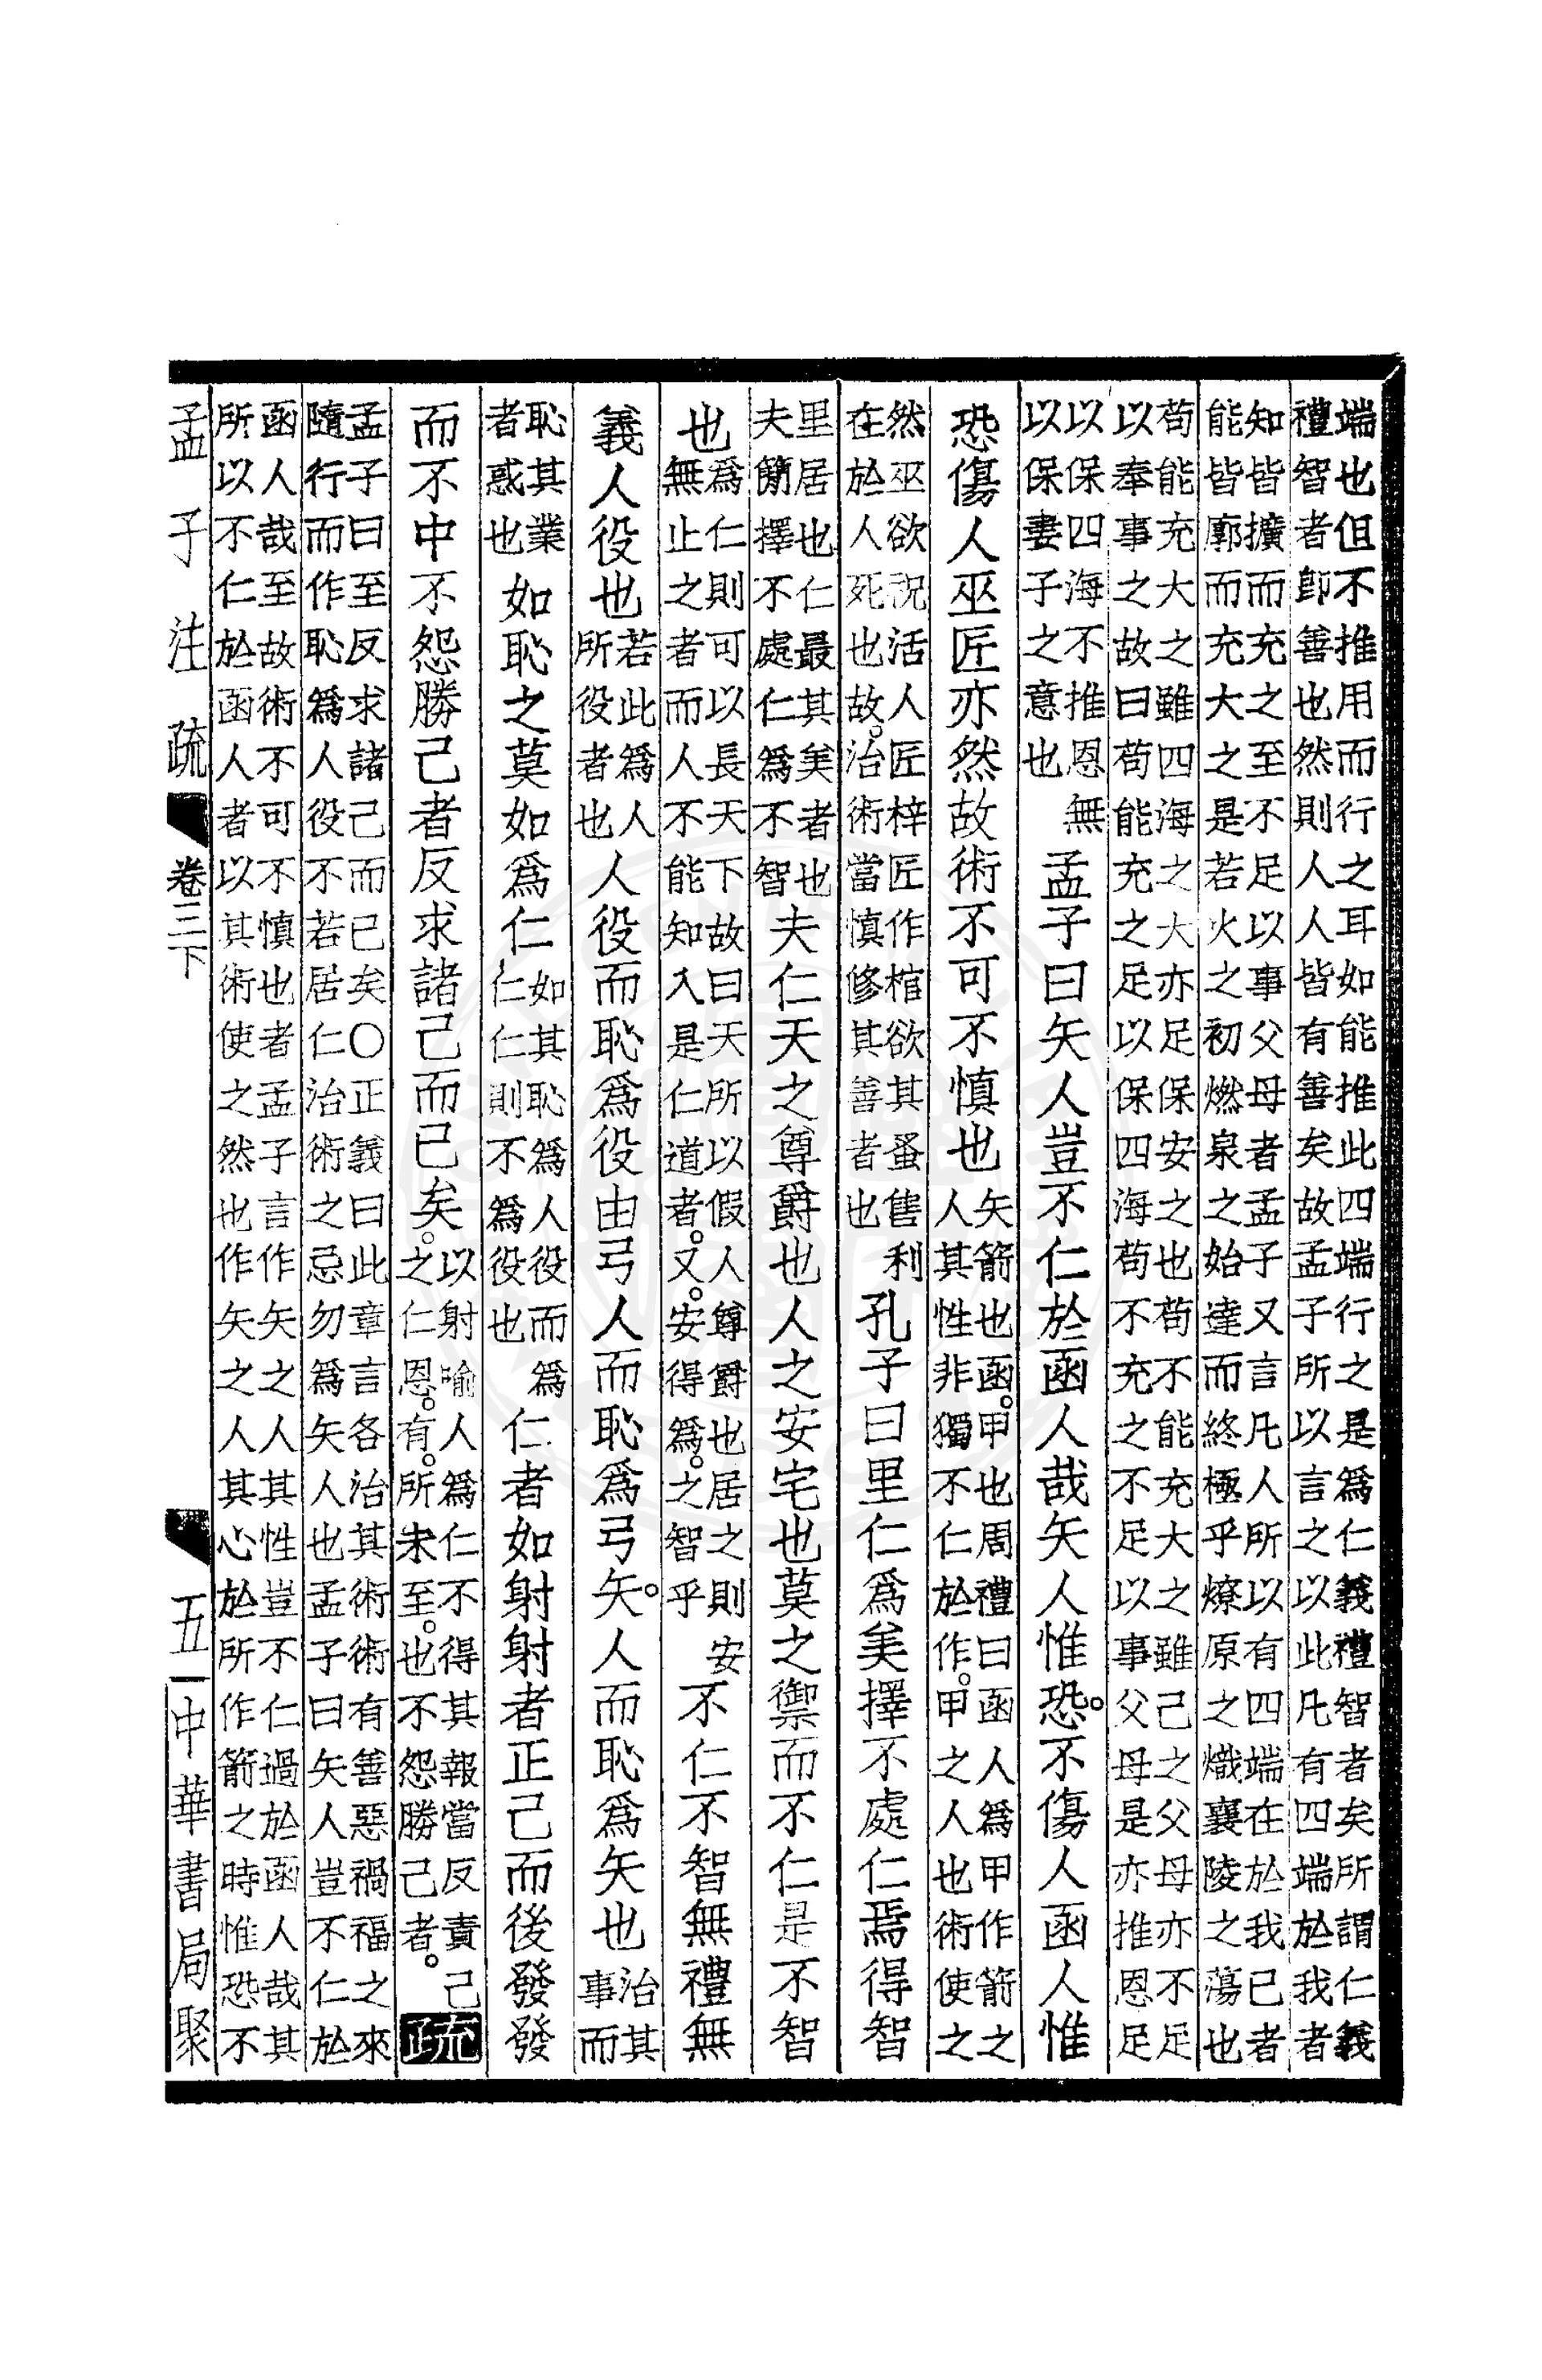 端也但不推用而行之耳如能推此四端行之是爲仁義禮智者矣所謂仁義
禮智者卽善也然則人人皆有善矣故孟子所以言之以此凡有四端於我者
知皆擴而充之至不足以事父母者孟子又言凡人所以有四端在於我已者
能皆廓而充大之是若火之初燃泉之始達而終極乎燎原之熾襄陵之蕩也
苟能充大之雖四海之大亦足保安之也苟不能充大之雖己之父母亦不足
以奉事之故曰苟能充之足以保四海苟不充之不足以事父母是亦推恩足
以保四海不推恩無
以保妻子之意也
孟子曰矢人豈不仁於函人哉矢人惟恐。不傷人函人惟
恐傷人巫匠亦然故術不可不慎也
矢箭也函。甲也周禮曰函人爲甲作箭之
人其性非獨不仁於作。甲之人也術使之
然巫欲祝活人匠梓匠作棺欲其蚤售利
在於人死也故。治術當慎修其善者也
孔子曰里仁爲美擇不處仁焉得智
里居也仁最其美者也
夫簡擇不處仁爲不智
夫仁天之尊爵也人之安宅也莫之禦而不仁是不智
也
爲仁則可以長天下故曰天所以假人尊爵也居之則安
無止之者而人不能知入是仁道者。又。安得爲。之智乎
不仁不智無禮無
義人役也
若此爲人
所役者也
人役而恥爲役由弓人而恥爲弓矢。人而恥爲矢也
治其
事而
恥其業
者惑也
如恥之莫如爲仁
如其恥爲人役而爲
仁仁則不爲役也
仁者如射射者正己而後發發
而不中不怨勝己者反求諸己而已矣。
以射喻人爲仁不得其報當反責己
之仁恩。有。所未至。也不怨勝己者。
疏
孟子曰至反求諸己而已矣○正義曰此章言各治其術術有善惡禍福之來
隨行而作恥爲人役不若居仁治術之忌勿爲矢人也孟子曰矢人豈不仁於
函人哉至故術不可不慎也者孟子言作矢之人其性豈不仁過於函人哉其
所以不仁於函人者以其術使之然也作矢之人其心於所作箭之時惟恐不
孟子注疏 卷三下 五 中華書局聚